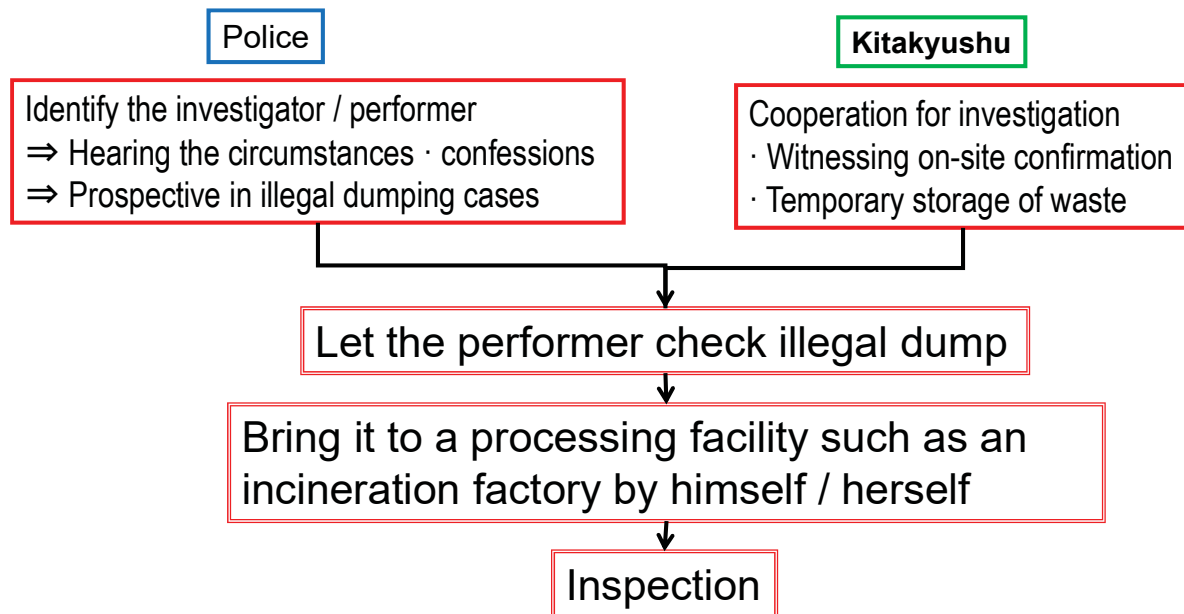 Police
Identify the investigator / performer
⇒ Hearing the circumstances · confessions
⇒ Prospective in illegal dumping cases
Kitakyushu
Cooperation for investigation
· Witnessing on-site confirmation
· Temporary storage of waste
Let the performer check illegal dump
Bring it to a processing facility such as an
incineration factory by himself / herself
Inspection